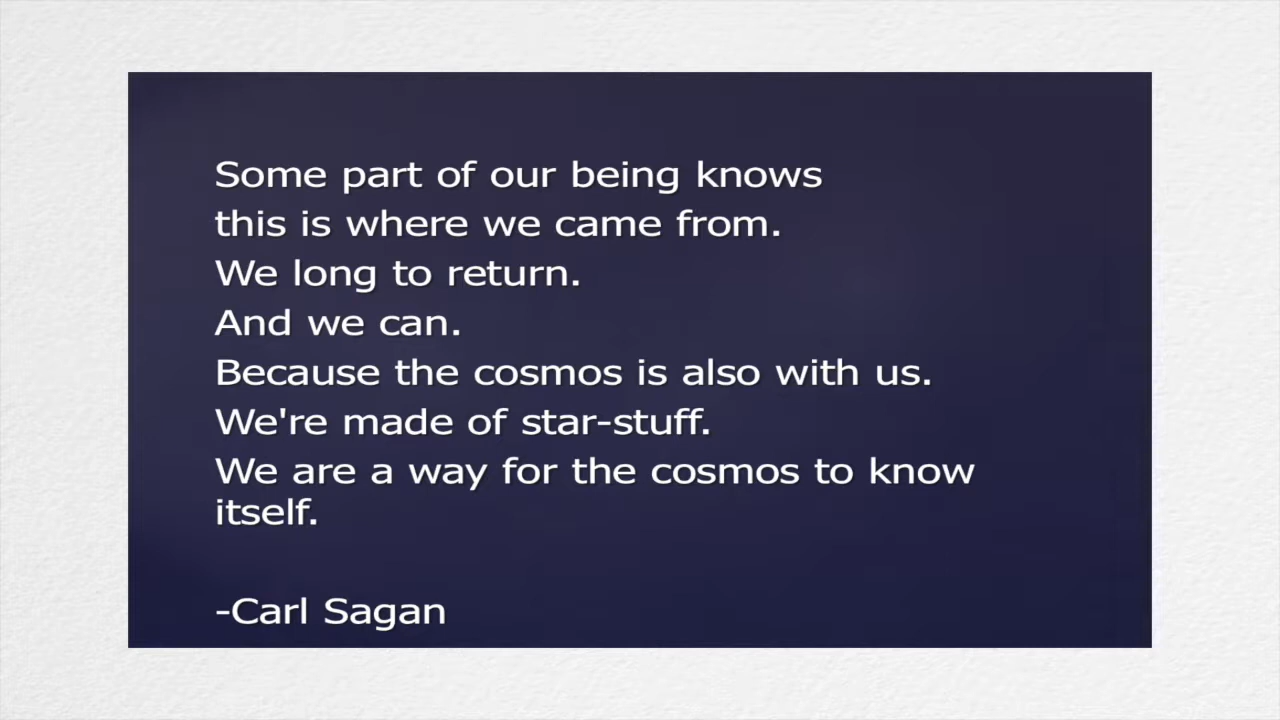 Some part of our being knows
this is where we came from.
We long to return.
And we can.
Because the cosmos is also with us.
We're made of star-stuff.
We are a way for the cosmos to know
itself.
-Carl Sagan